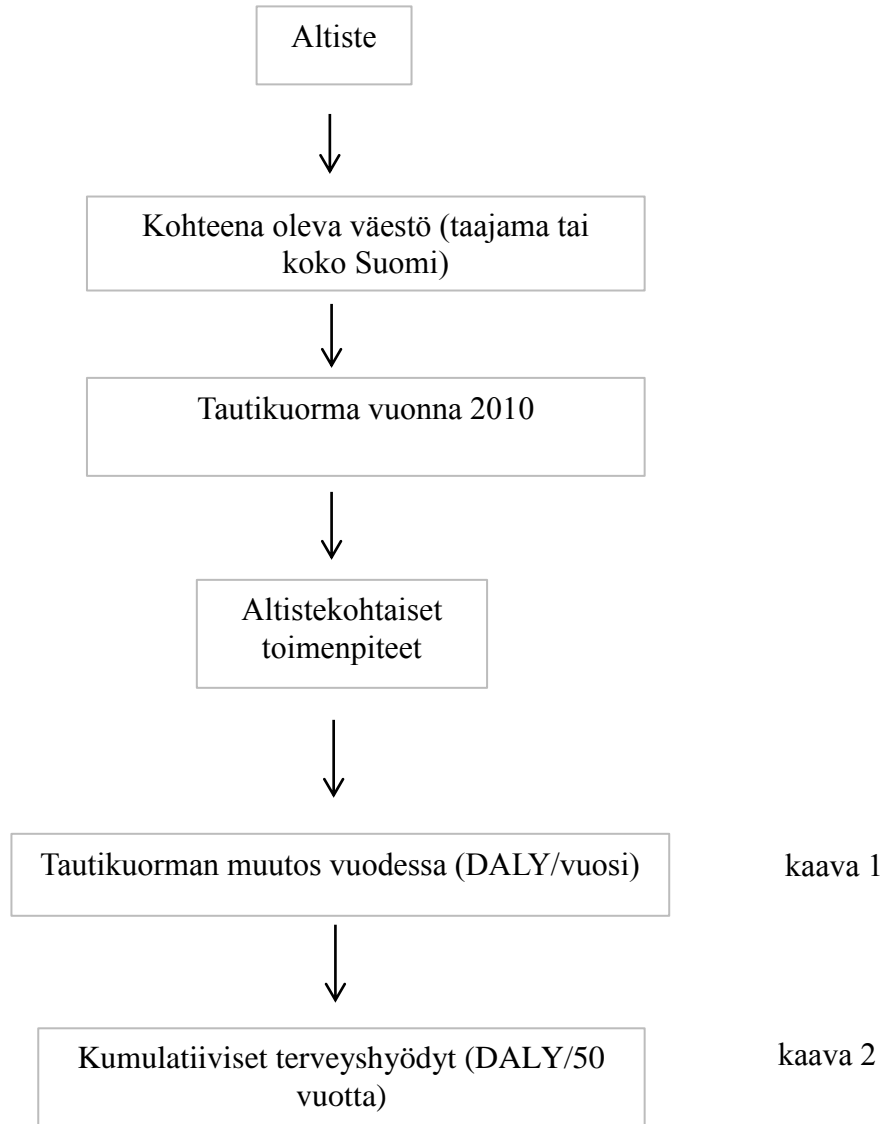 Altiste
Kohteena oleva väestö (taajama tai
koko Suomi)
Tautikuorma vuonna 2010
Altistekohtaiset
toimenpiteet
Tautikuorman muutos vuodessa (DALY/vuosi)
kaava 1
Kumulatiiviset terveyshyödyt (DALY/50
vuotta)
kaava 2